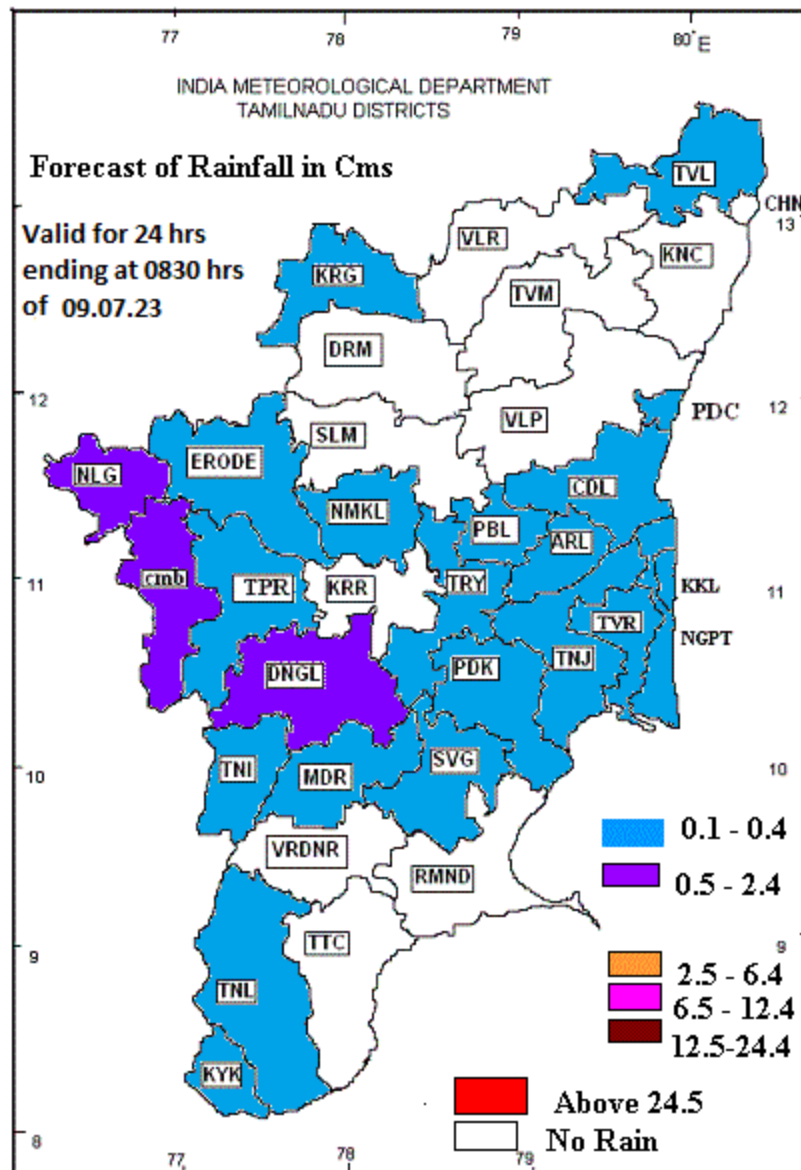 77 78 79 80° E
INDIA METEOROLOGICAL DEPARTMENT
TAMILNADU DISTRICTS
Forecast of Rainfall in Cms
TVL
CHN
13
Valid for 24 hrs
ending at 0830 hrs
of 09.07.23
VLR
KNC
KRG
TVM
DRM
12
12
PDC
VLP
SLM
ERODE
NLG
CDL
NMKL
PBL
ARL
11
cmb
TPR
KRR
TRY
KKL
11
TVR
NGPT
DNGL
PDK
TNJ
10
TNI
MDR
SVG
10
0.1 - 0.4
VRDNR
RMND
0.5 - 2.4
9
TTC
9
2.5 - 6.4
TNL
6.5 - 12.4
12.5-24.4
KYK
Above 24.5
8
No Rain
77 78 79